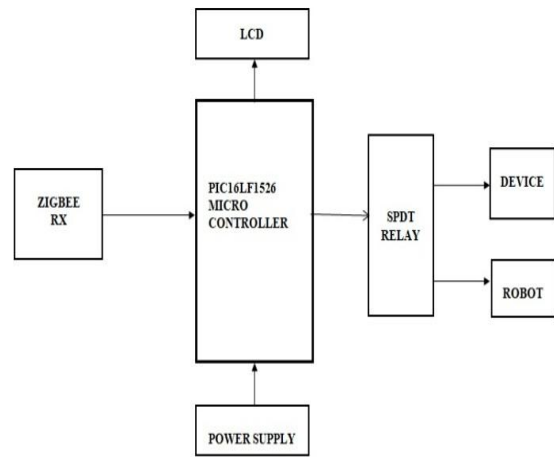 LCD
ZIGBEE
RX
PIC16LF1526
MICRO
CONTROLLER
SPDT
RELAY
DEVICE
ROBOT
POWER SUPPLY